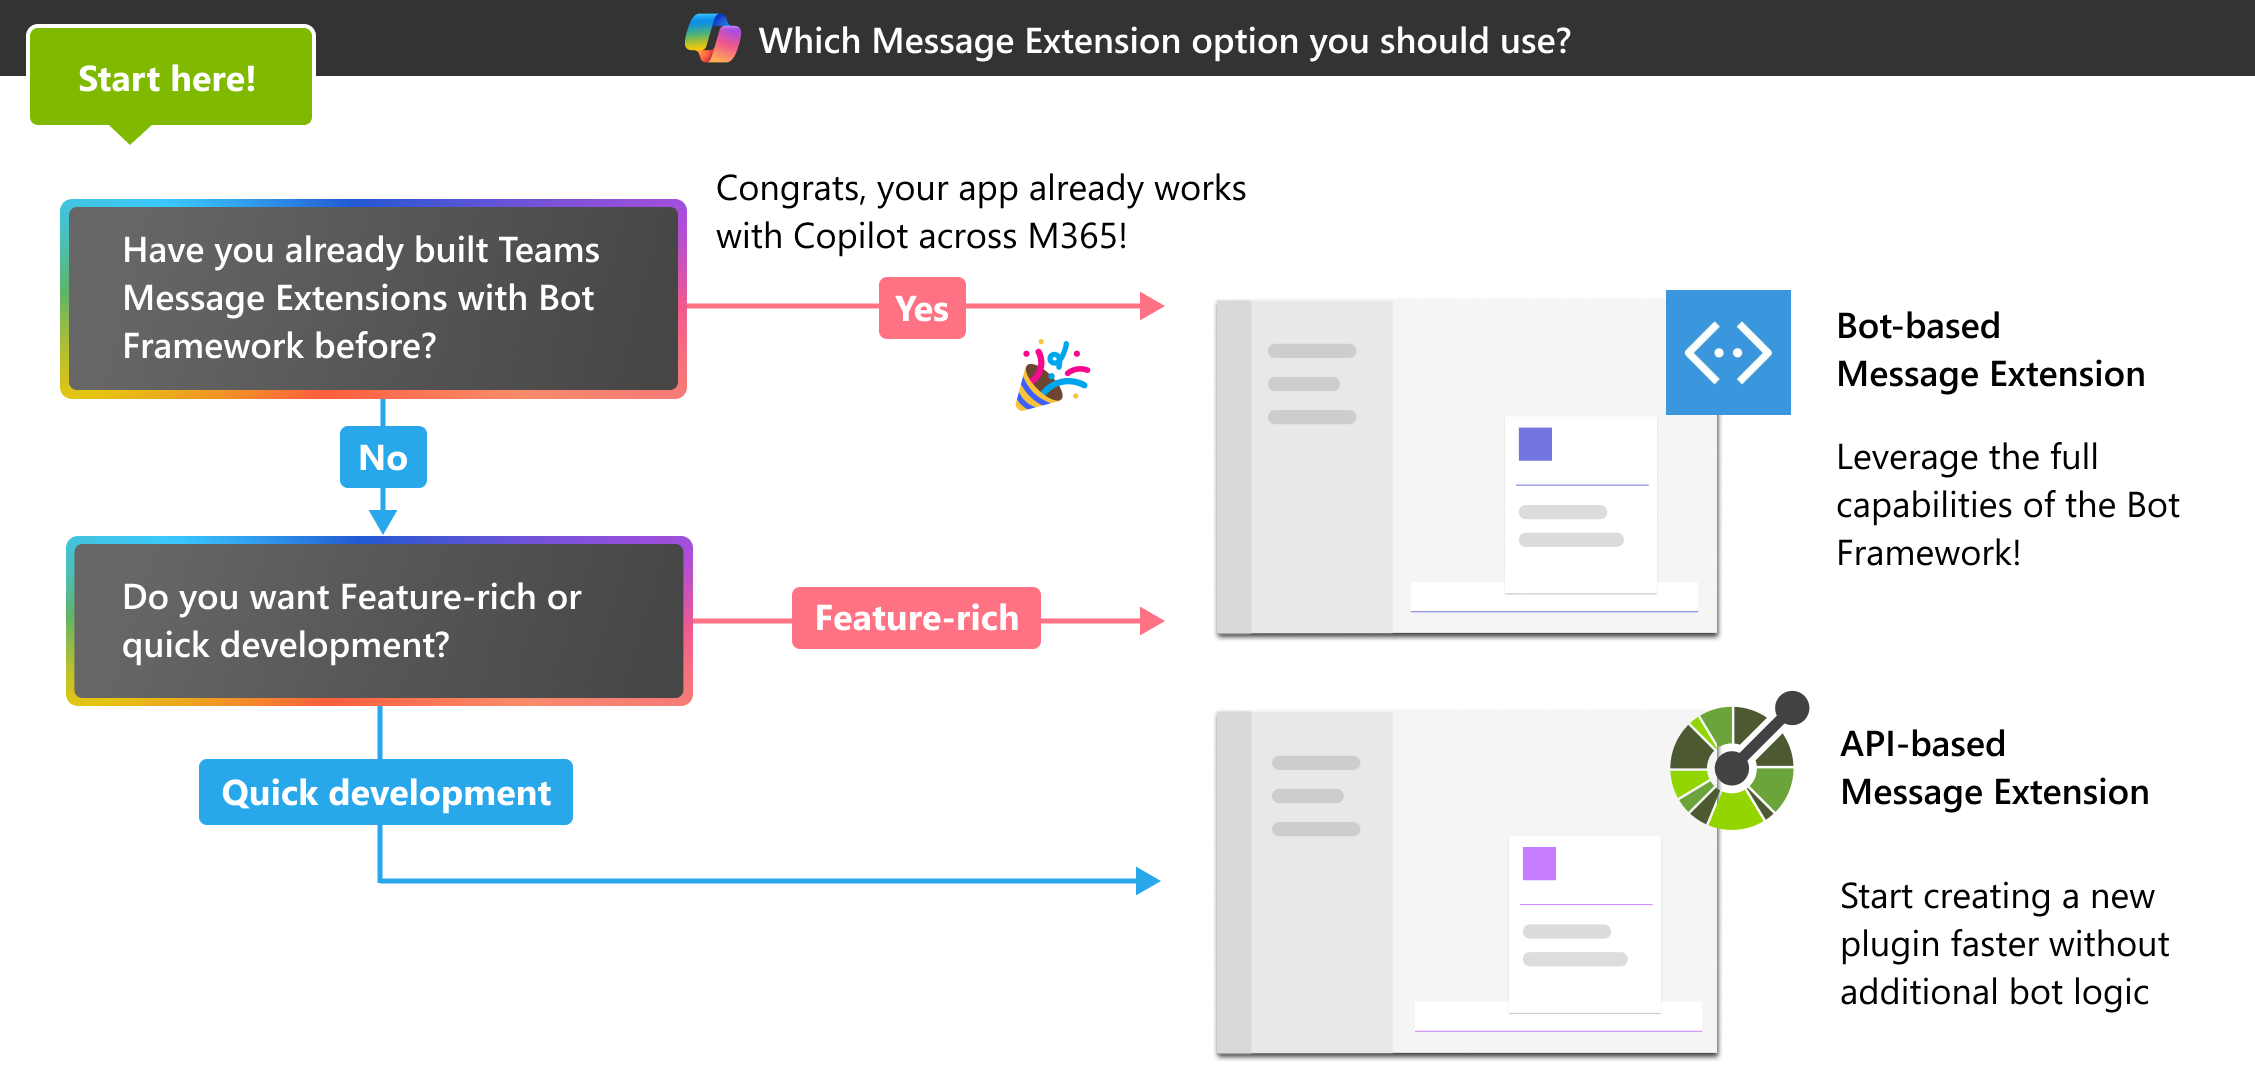 Which Message Extension option you should use?
Start here!
Congrats, your app already works
with Copilot across M365!
Have you already built Teams
Message Extensions with Bot
Framework before?
Yes
No
Bot-based
Message Extension
Leverage the full
capabilities of the Bot
Framework!
Do you want Feature-rich or
quick development?
Feature-rich
Quick development
API-based
Message Extension
Start creating a new
plugin faster without
additional bot logic